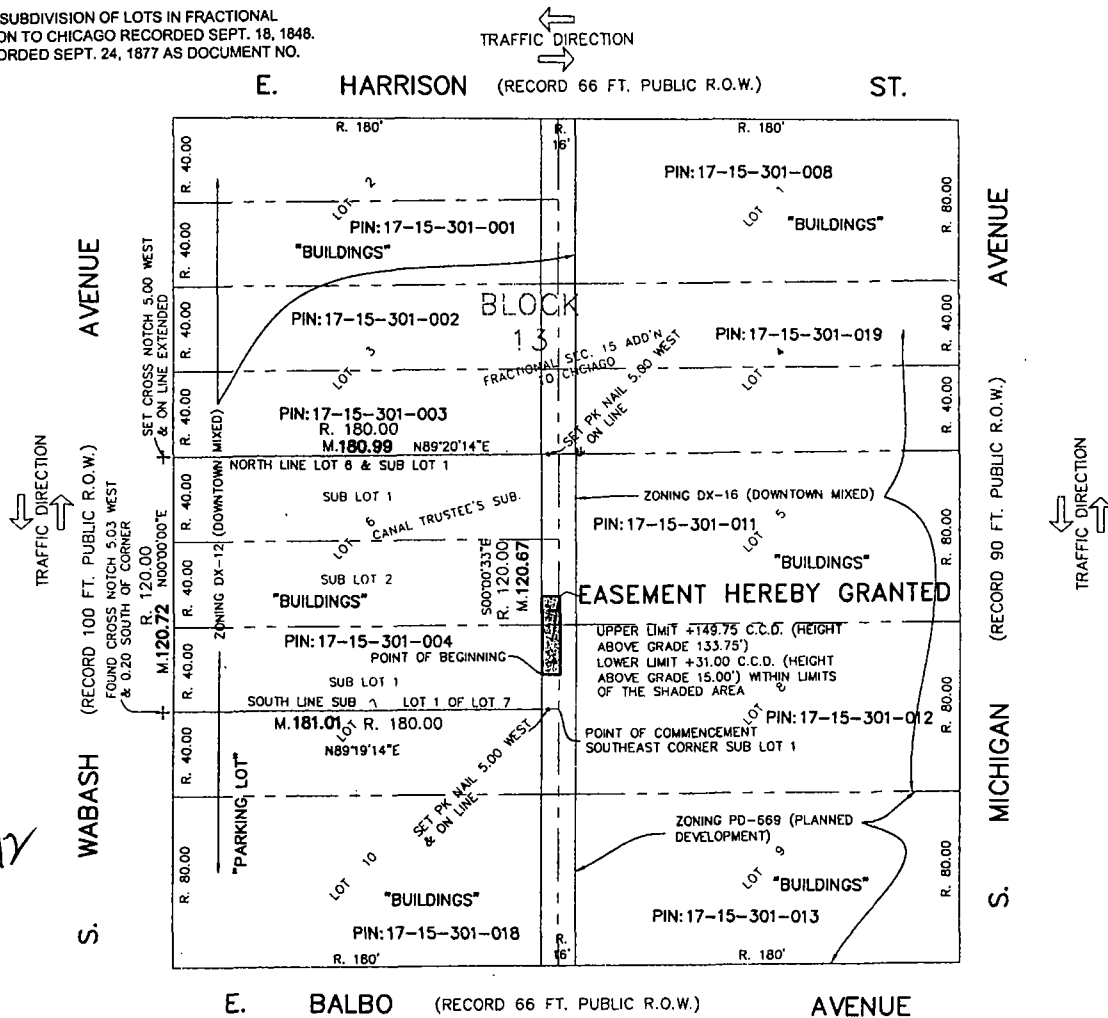 SUBDIVISION OF LOTS IN FRACTIONAL
ON TO CHICAGO RECORDED SEPT. 18, 1848.
ORDED SEPT. 24, 1877 AS DOCUMENT NO.
TRAFFIC DIRECTION
E. HARRISON (RECORD 66 FT. PUBLIC R.O.W.) ST.
R. 180'
R. 16'
R. 180'
R. 40.00
LOT 2
PIN: 17-15-301-001
"BUILDINGS"
R. 40.00
PIN: 17-15-301-008
LOT 1
"BUILDINGS"
R. 80.00
PIN: 17-15-301-002
R. 40.00
LOT 3
BLOCK
13
FRACTIONAL SEC. 15 ADD'N
TO CHGIAGO
PIN: 17-15-301-019
LOT 4
R. 40.00
R. 40.00
R. 40.00
PIN: 17-15-301-003
R. 180.00
M.180.99 N89°20'14"E
SET PK NAIL 5.00 WEST
& ON LINE
SET CROSS NOTCH 5.00 WEST
& ON LINE EXTENDED
NORTH LINE LOT 6 & SUB LOT 1
SUB LOT 1
LOT 6 CANAL TRUSTEE'S SUB.
SUB LOT 2
"BUILDINGS"
PIN: 17-15-301-004
POINT OF BEGINNING
SUB LOT 1
SOUTH LINE SUB LOT 1 OF LOT 7
M.181.01 R. 180.00
LOT 7
N89°19'14"E
R. 40.00
R. 40.00
R. 40.00
R. 40.00
R. 120.00
M.120.72 N00°00'00"E
FOUND CROSS NOTCH 5.03 WEST
& 0.20 SOUTH OF CORNER
ZONING DX-12 (DOWNTOWN MIXED)
S00°00'33"E
R. 120.00
M.120.67
ZONING DX-16 (DOWNTOWN MIXED)
PIN: 17-15-301-011
LOT 5
"BUILDINGS"
R. 80.00
EASEMENT HEREBY GRANTED
UPPER LIMIT +149.75 C.C.D. (HEIGHT
ABOVE GRADE 133.75')
LOWER LIMIT +31.00 C.C.D. (HEIGHT
ABOVE GRADE 15.00') WITHIN LIMITS
OF THE SHADED AREA
LOT 8
PIN: 17-15-301-012
R. 80.00
POINT OF COMMENCEMENT
SOUTHEAST CORNER SUB LOT 1
SET PK NAIL 5.00 WEST
& ON LINE
"PARKING LOT"
R. 80.00
LOT 10
"BUILDINGS"
PIN: 17-15-301-018
R. 180'
R. 16'
ZONING PD-569 (PLANNED
DEVELOPMENT)
LOT 9
"BUILDINGS"
PIN: 17-15-301-013
R. 80.00
R. 180'
TRAFFIC DIRECTION
S. WABASH (RECORD 100 FT. PUBLIC R.O.W.) AVENUE
S. MICHIGAN (RECORD 90 FT. PUBLIC R.O.W.) AVENUE
TRAFFIC DIRECTION
E. BALBO (RECORD 66 FT. PUBLIC R.O.W.) AVENUE